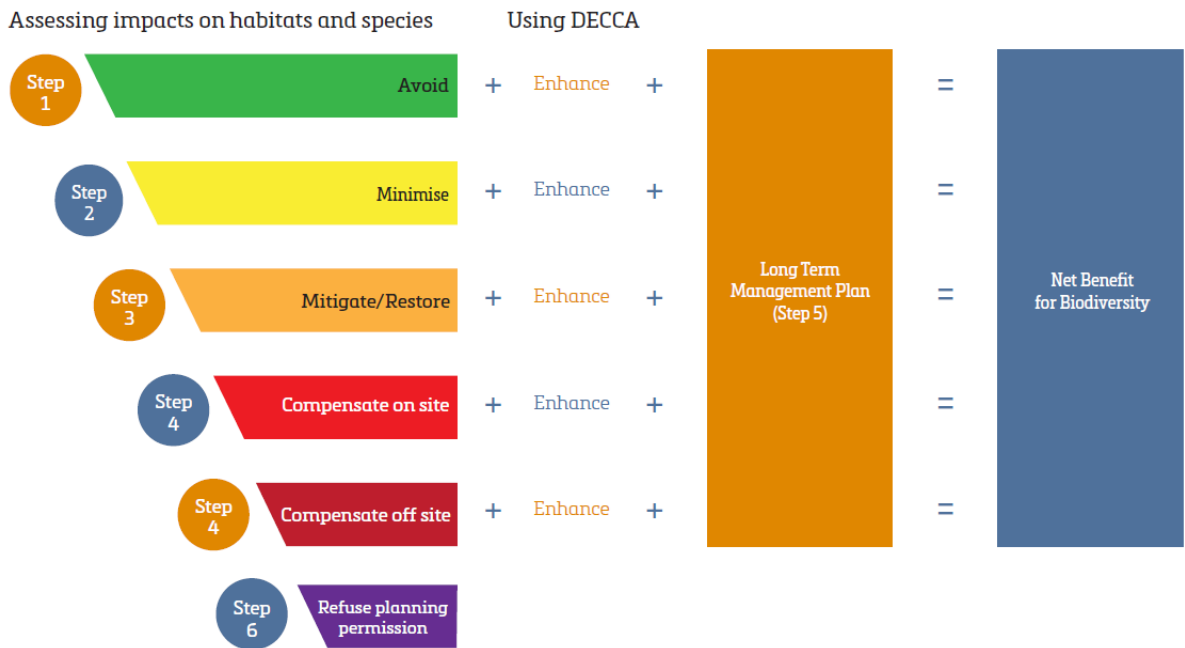 Assessing impacts on habitats and species
Using DECCA
Step
1
Avoid
+ Enhance + =
Step
2
Minimise
+ Enhance + =
Step
3
Mitigate/Restore
+ Enhance + =
Step
4
Compensate on site
+ Enhance + =
Step
4
Compensate off site
+ Enhance + =
Long Term
Management Plan
(Step 5)
Net Benefit
for Biodiversity
Step
6
Refuse planning
permission